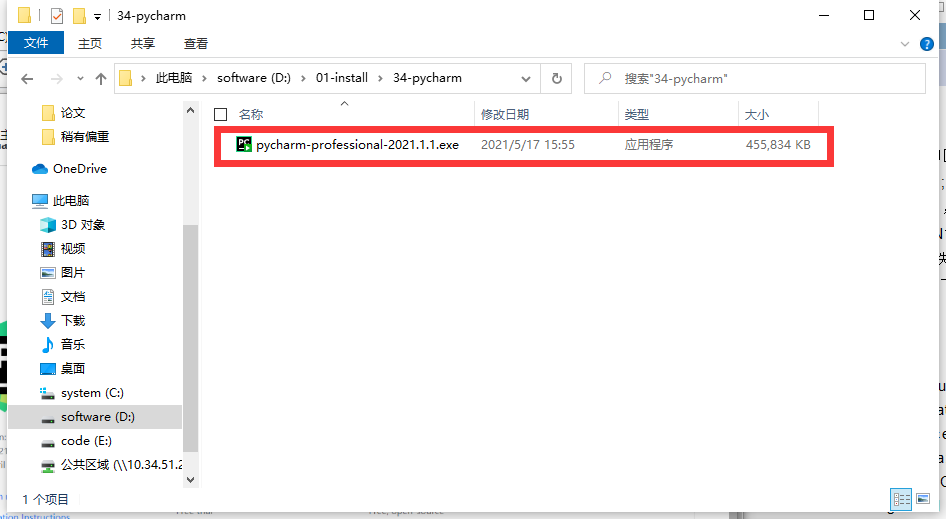 34-pycharm
文件 主页 共享 查看
此电脑 software (D:) 01-install 34-pycharm 搜索"34-pycharm"
名称 修改日期 类型 大小
pycharm-professional-2021.1.1.exe 2021/5/17 15:55 应用程序 455,834 KB
论文
稍有偏重
OneDrive
此电脑
3D 对象
视频
图片
文档
下载
音乐
桌面
system (C:)
software (D:)
code (E:)
公共区域 (\\10.34.51.2
1 个项目